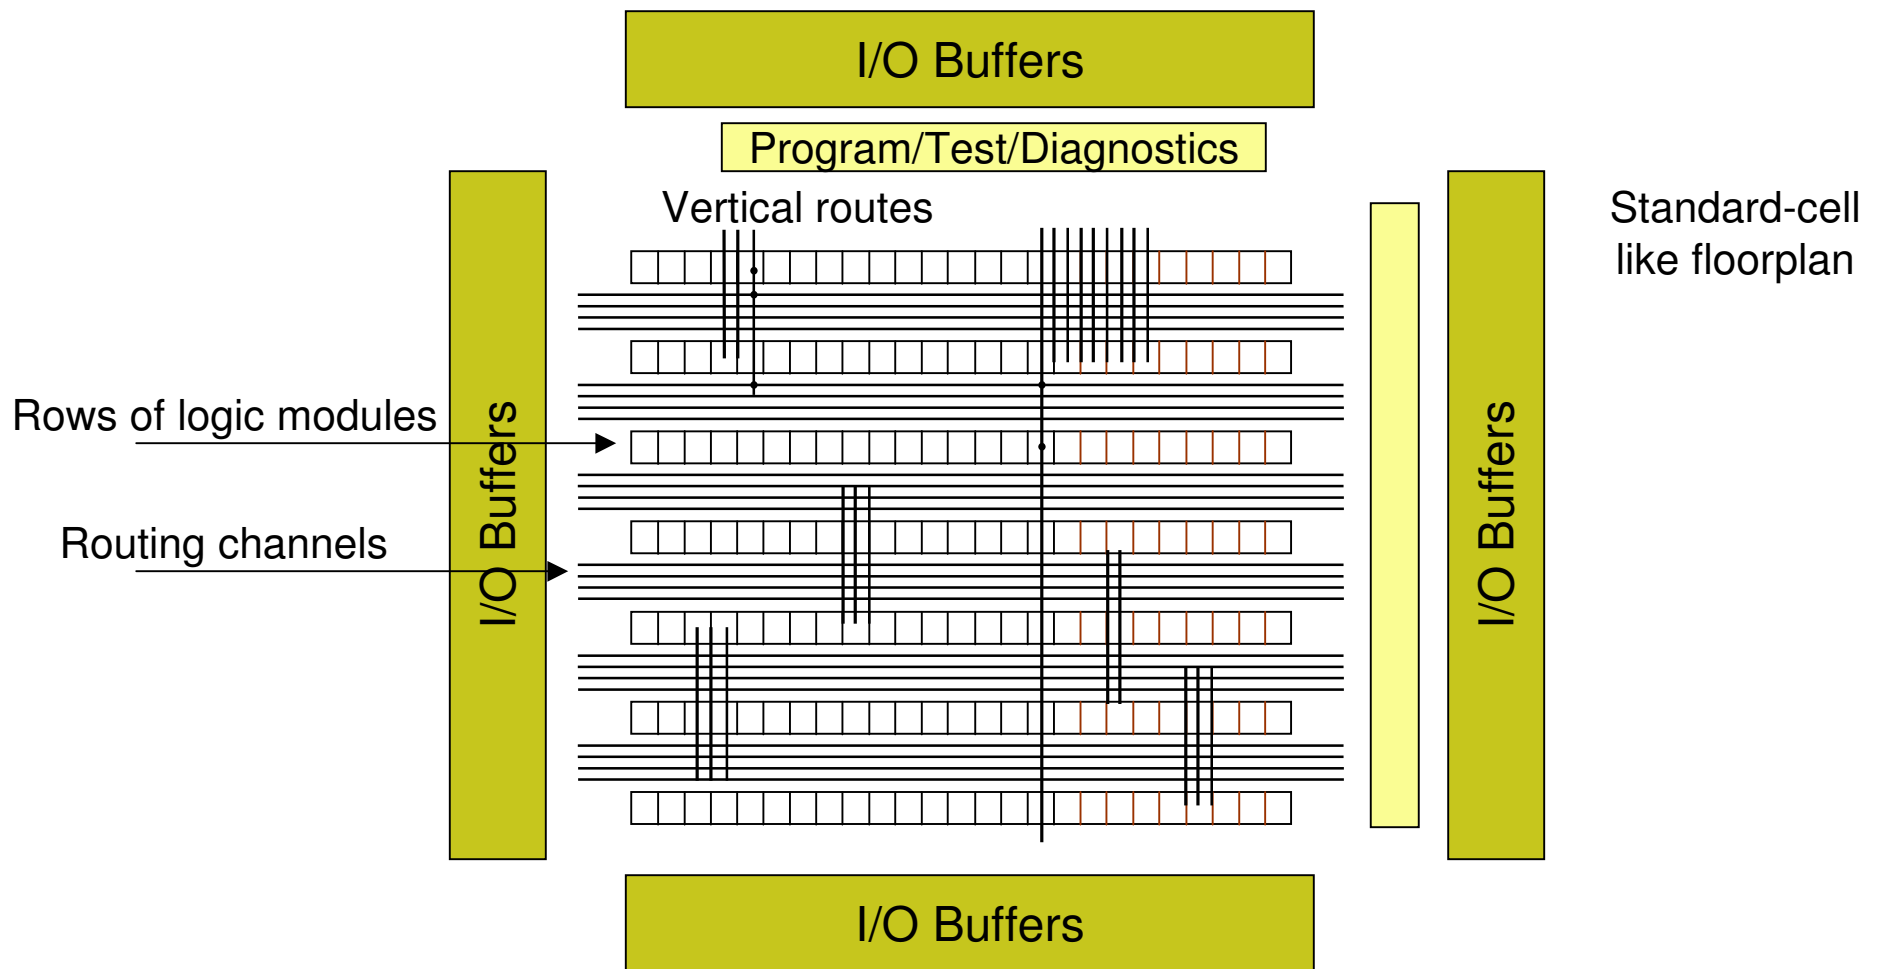 I/O Buffers
Program/Test/Diagnostics
Vertical routes
Standard-cell
like floorplan
Rows of logic modules
I/O Buffers
I/O Buffers
Routing channels
I/O Buffers